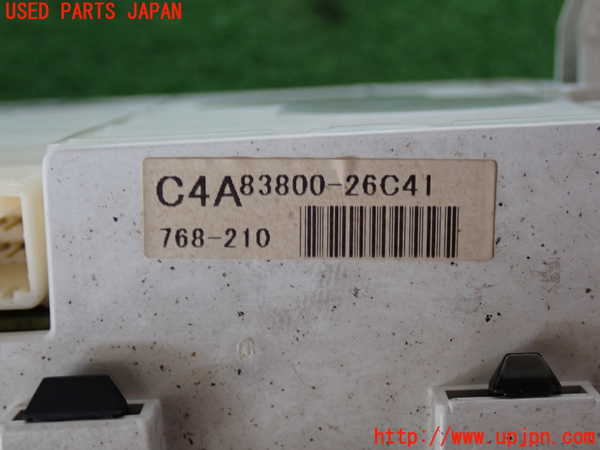 USED PARTS JAPAN
C4A83800-26C41
768-210
http://www.upjpn.com